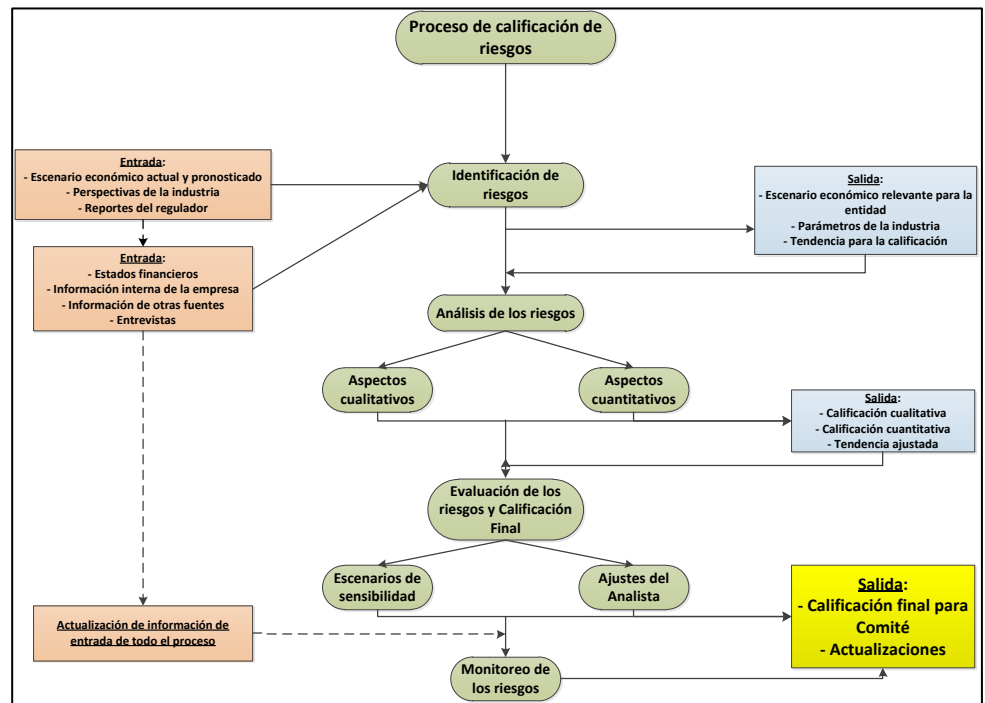 Proceso de calificación de
riesgos
Entrada:
- Escenario económico actual y pronosticado
- Perspectivas de la industria
- Reportes del regulador
Identificación de
riesgos
Salida:
- Escenario económico relevante para la
entidad
- Parámetros de la industria
- Tendencia para la calificación
Entrada:
- Estados financieros
- Información interna de la empresa
- Información de otras fuentes
- Entrevistas
Análisis de los riesgos
Aspectos
cualitativos
Aspectos
cuantitativos
Salida:
- Calificación cualitativa
- Calificación cuantitativa
- Tendencia ajustada
Evaluación de los
riesgos y Calificación
Final
Escenarios de
sensibilidad
Ajustes del
Analista
Salida:
- Calificación final para
Comité
- Actualizaciones
Actualización de información de
entrada de todo el proceso
Monitoreo de
los riesgos